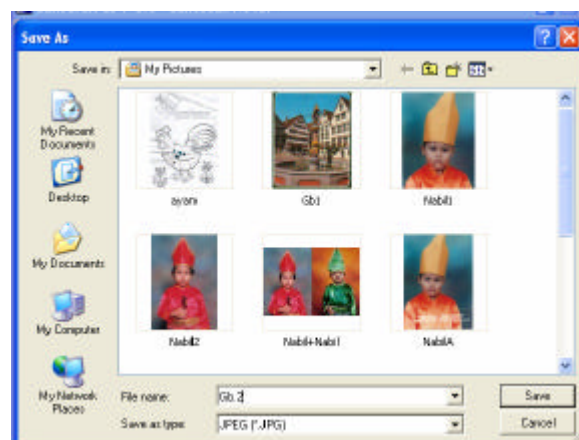 Save As
Save in:
My Pictures
My Recent
Documents
Desktop
My Documents
My Computer
My Network
Places
ayam
Gb1
Nabil1
Nabil2
Nabil+Nabil1
NabilA
File name:
Gb.2
Save
Save as type:
JPEG (*.JPG)
Cancel